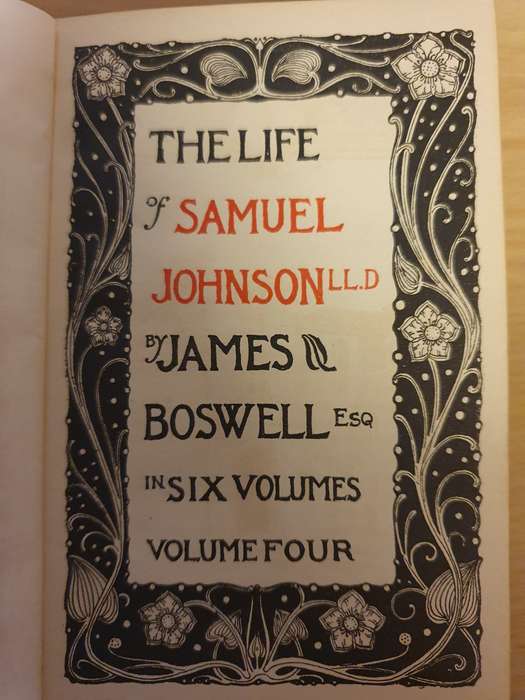 THE LIFE
of SAMUEL
JOHNSON LL.D
BY JAMES
BOSWELL ESQ
IN SIX VOLUMES
VOLUME FOUR